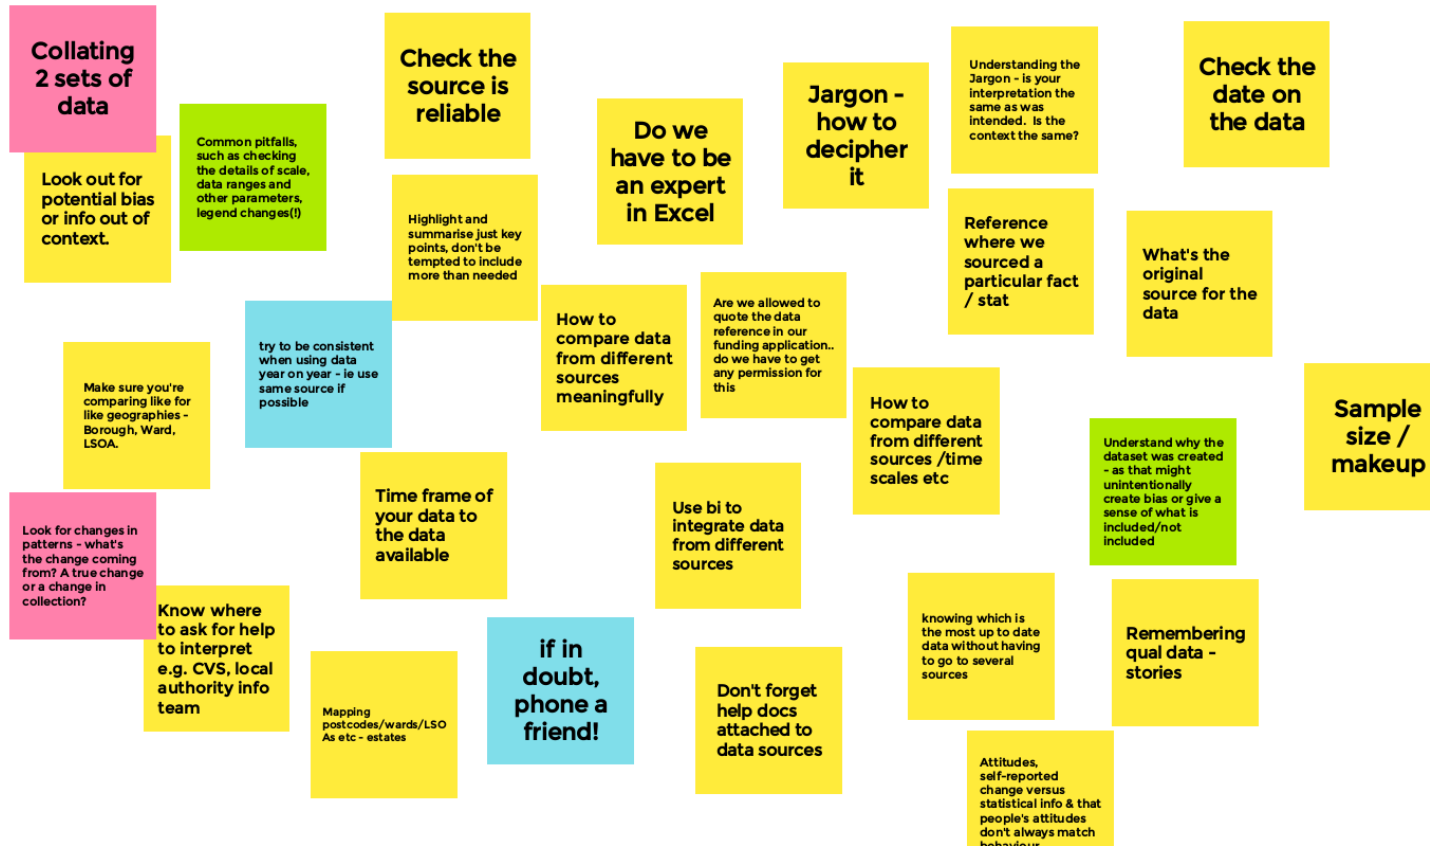 Collating
2 sets of
data
Look out for
potential bias
or info out of
context.
Common pitfalls,
such as checking
the details of scale,
data ranges and
other parameters,
legend changes(!)
Check the
source is
reliable
Highlight and
summarise just key
points, don't be
tempted to include
more than needed
Do we
have to be
an expert
in Excel
Jargon -
how to
decipher
it
Understanding the
Jargon - is your
interpretation the
same as was
intended.  Is the
context the same?
Check the
date on
the data
Reference
where we
sourced a
particular fact
/ stat
What's the
original
source for the
data
try to be consistent
when using data
year on year - ie use
same source if
possible
How to
compare data
from different
sources
meaningfully
Are we allowed to
quote the data
reference in our
funding application..
do we have to get
any permission for
this
Make sure you're
comparing like for
like geographies -
Borough, Ward,
LSOA.
How to
compare data
from different
sources /time
scales etc
Sample
size /
makeup
Understand why the
dataset was created
- as that might
unintentionally
create bias or give a
sense of what is
included/not
included
Time frame of
your data to
the data
available
Use bi to
integrate data
from different
sources
Look for changes in
patterns - what's
the change coming
from? A true change
or a change in
collection?
Know where
to ask for help
to interpret
e.g. CVS, local
authority info
team
Mapping
postcodes/wards/LSO
As etc - estates
if in
doubt,
phone a
friend!
Don't forget
help docs
attached to
data sources
knowing which is
the most up to date
data without having
to go to several
sources
Remembering
qual data -
stories
Attitudes,
self-reported
change versus
statistical info & that
people's attitudes
don't always match
behaviour